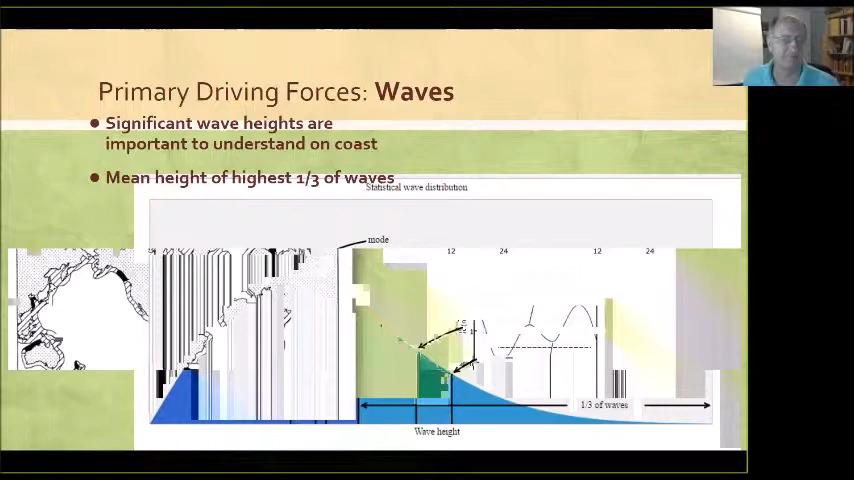 Primary Driving Forces: Waves
● Significant wave heights are
important to understand on coast
● Mean height of highest 1/3 of waves
Statistical wave distribution
mode
12 24 12 24
1/3 of waves
Wave height